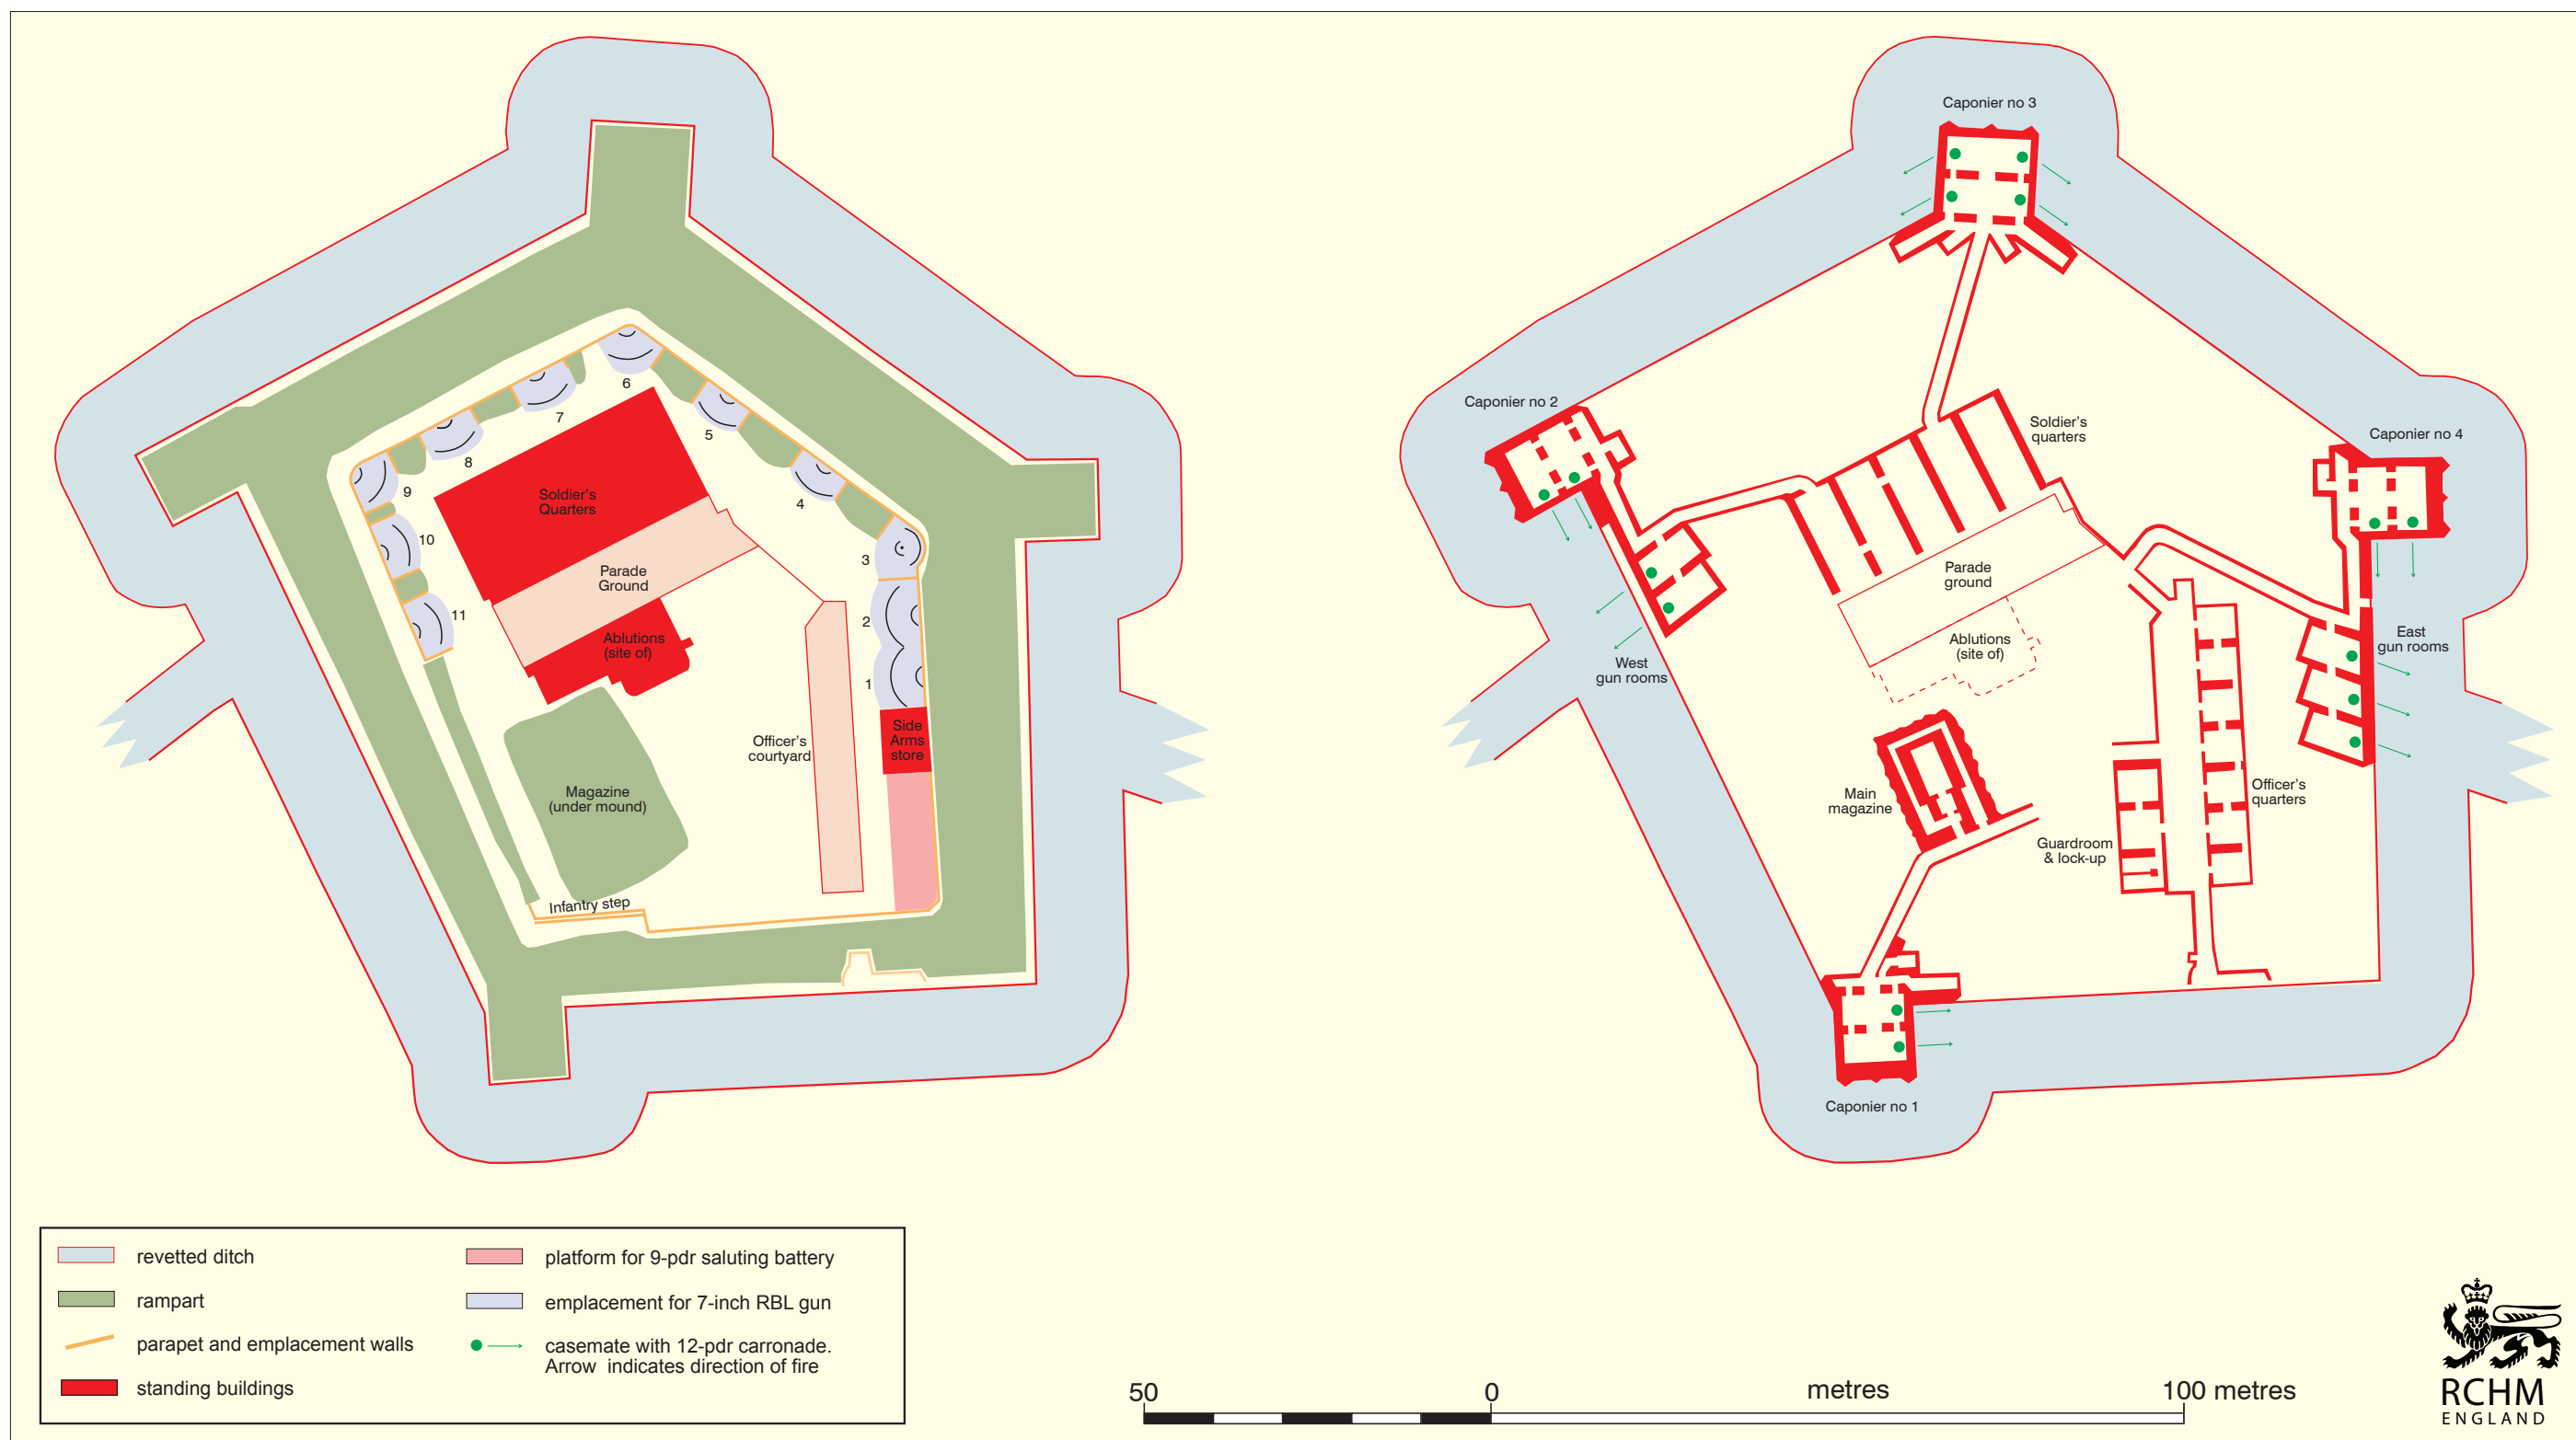 6
7
5
8
4
9
10
3
2
11
1
Soldier's
Quarters
Parade
Ground
Ablutions
(site of)
Side
Arms
store
Officer's
courtyard
Magazine
(under mound)
Infantry step
Caponier no 3
Caponier no 2
Soldier's
quarters
Caponier no 4
Parade
ground
Ablutions
(site of)
West
gun rooms
East
gun rooms
Main
magazine
Officer's
quarters
Guardroom
& lock-up
Caponier no 1
revetted ditch
rampart
parapet and emplacement walls
standing buildings
platform for 9-pdr saluting battery
emplacement for 7-inch RBL gun
casemate with 12-pdr carronade.
Arrow indicates direction of fire
50 0 metres 100 metres
RCHM
ENGLAND